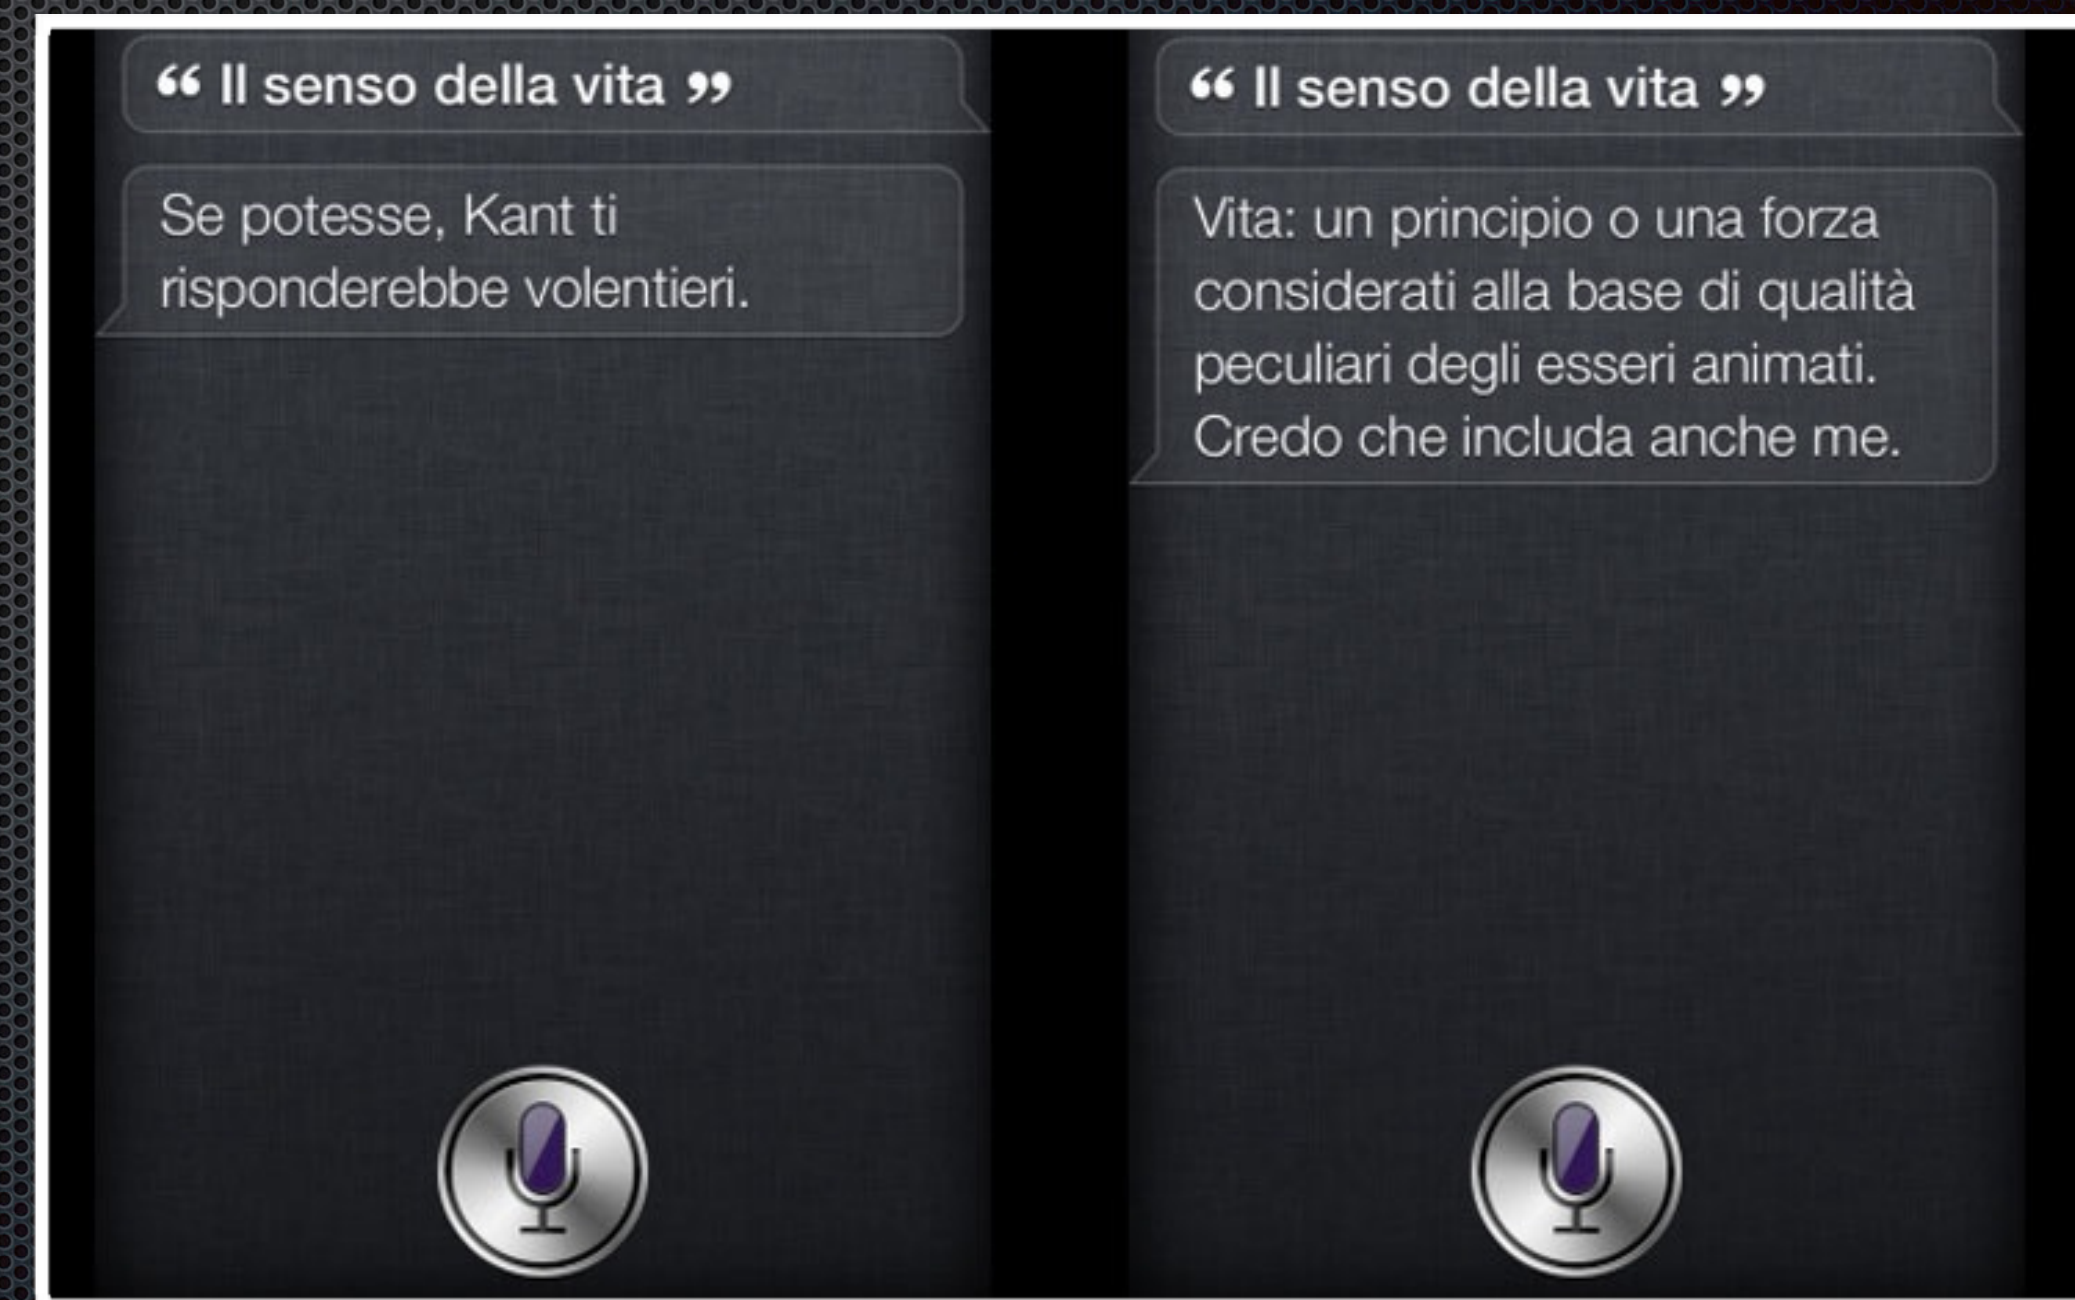 “ Il senso della vita ”
Se potesse, Kant ti
risponderebbe volentieri.
“ Il senso della vita ”
Vita: un principio o una forza
considerati alla base di qualità
peculiari degli esseri animati.
Credo che includa anche me.